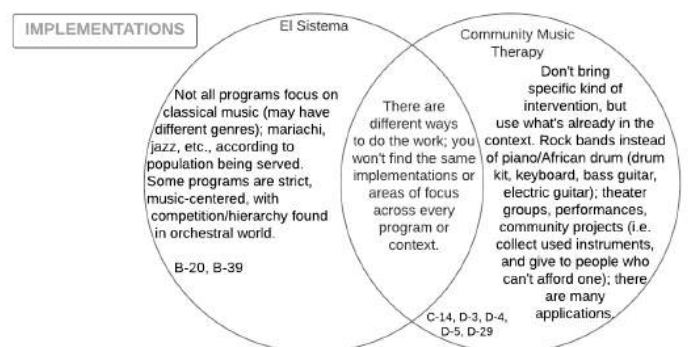 IMPLEMENTATIONS
El Sistema
Not all programs focus on
classical music (may have
different genres); mariachi,
jazz, etc., according to
population being served.
Some programs are strict,
music-centered, with
competition/hierarchy found
in orchestral world.
B-20, B-39
There are
different ways
to do the work; you
won't find the same
implementations or
areas of focus
across every
program or
context.
Community Music
Therapy
Don't bring
specific kind of
intervention, but
use what's already in the
context. Rock bands instead
of piano/African drum (drum
kit, keyboard, bass guitar,
electric guitar); theater
groups, performances,
community projects (i.e.
collect used instruments,
and give to people who
can't afford one); there
are many
applications.
C-14, D-3, D-4,
D-5, D-29